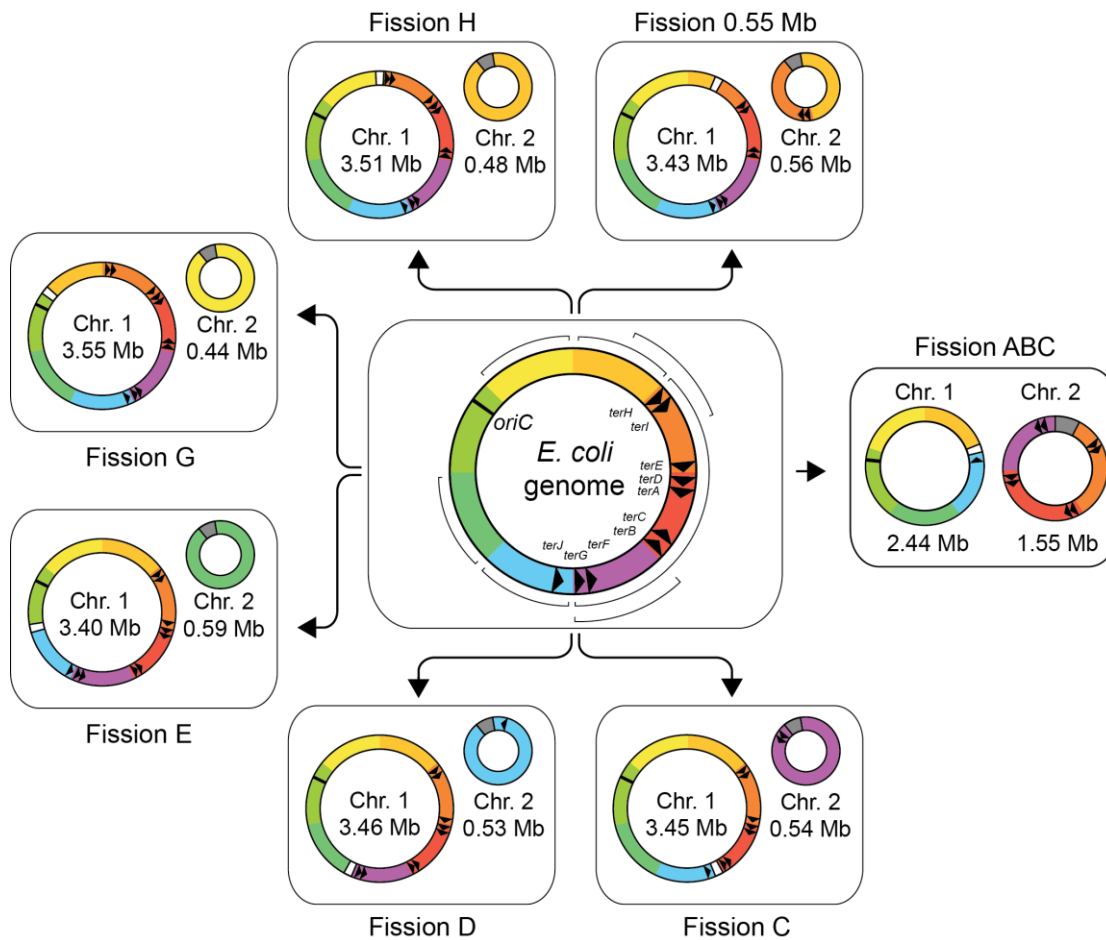 Fission H
Chr. 1
3.51 Mb
Chr. 2
0.48 Mb
Fission 0.55 Mb
Chr. 1
3.43 Mb
Chr. 2
0.56 Mb
Chr. 1
3.55 Mb
Chr. 2
0.44 Mb
Fission G
oriC
E. coli
genome
terH
terI
terE
terD
terA
terC
terB
terF
terG
terJ
Fission ABC
Chr. 1
2.44 Mb
Chr. 2
1.55 Mb
Chr. 1
3.40 Mb
Chr. 2
0.59 Mb
Fission E
Chr. 1
3.46 Mb
Chr. 2
0.53 Mb
Fission D
Chr. 1
3.45 Mb
Chr. 2
0.54 Mb
Fission C